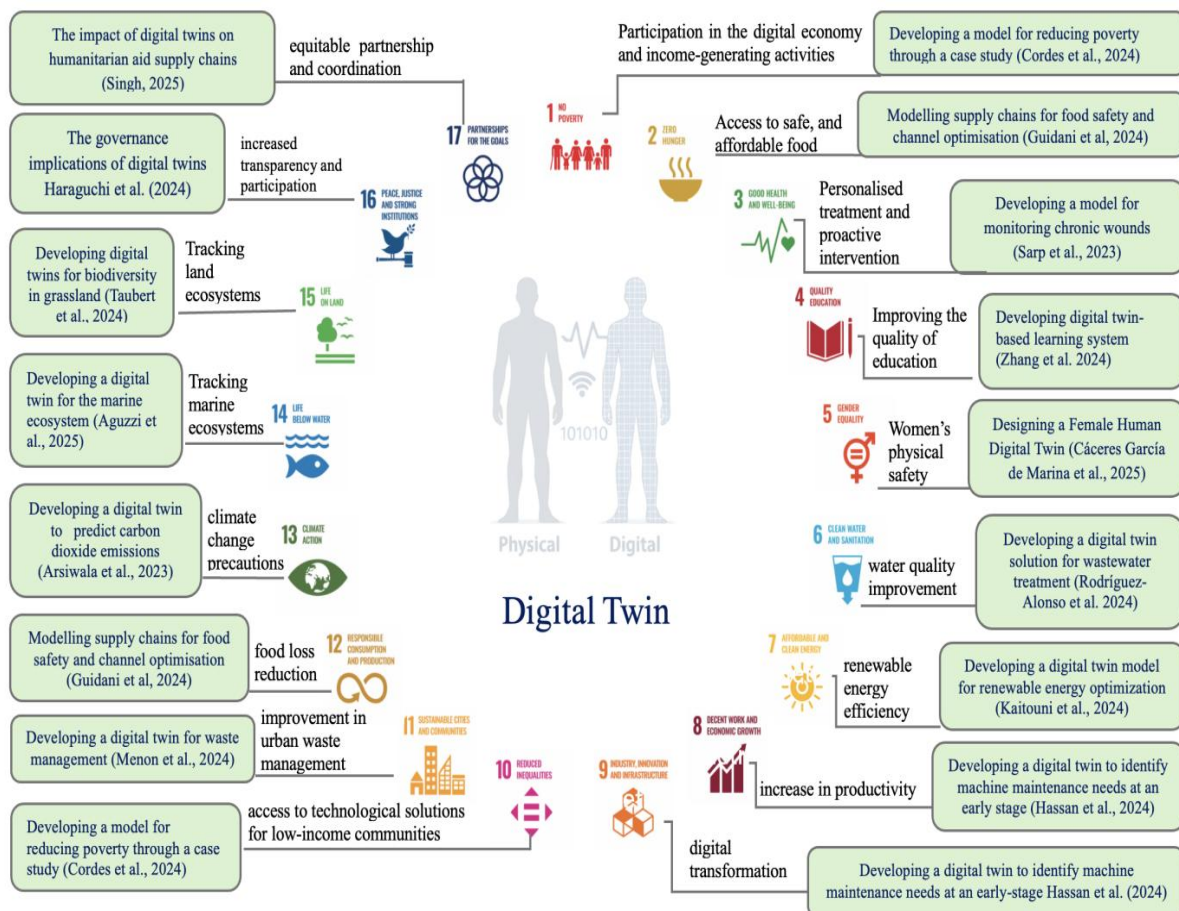 Participation in the digital economy
and income-generating activities
Developing a model for reducing poverty
through a case study (Cordes et al., 2024)
1 NO
POVERTY
2 ZERO
HUNGER
Access to safe, and
affordable food
Modelling supply chains for food safety and
channel optimisation (Guidani et al, 2024)
3 GOOD HEALTH
AND WELL-BEING
Personalised
treatment and
proactive
intervention
Developing a model for
monitoring chronic wounds
(Sarp et al., 2023)
4 QUALITY
EDUCATION
Improving the
quality of
education
Developing digital twin-
based learning system
(Zhang et al. 2024)
5 GENDER
EQUALITY
Women's
physical
safety
Designing a Female Human
Digital Twin (Cáceres García
de Marina et al., 2025)
6 CLEAN WATER
AND SANITATION
water quality
improvement
Developing a digital twin
solution for wastewater
treatment (Rodríguez-
Alonso et al. 2024)
7 AFFORDABLE AND
CLEAN ENERGY
renewable
energy
efficiency
Developing a digital twin model
for renewable energy optimization
(Kaitouni et al., 2024)
8 DECENT WORK AND
ECONOMIC GROWTH
increase in productivity
Developing a digital twin to identify
machine maintenance needs at an
early stage (Hassan et al., 2024)
9 INDUSTRY, INNOVATION
AND INFRASTRUCTURE
digital
transformation
Developing a digital twin to identify machine
maintenance needs at an early-stage Hassan et al. (2024)
10 REDUCED
INEQUALITIES
access to technological solutions
for low-income communities
Developing a model for
reducing poverty through a case
study (Cordes et al., 2024)
11 SUSTAINABLE CITIES
AND COMMUNITIES
improvement in
urban waste
management
Developing a digital twin for waste
management (Menon et al., 2024)
12 RESPONSIBLE
CONSUMPTION
AND PRODUCTION
food loss
reduction
Modelling supply chains for food
safety and channel optimisation
(Guidani et al, 2024)
13 CLIMATE
ACTION
climate
change
precautions
Developing a digital twin
to predict carbon
dioxide emissions
(Arsiwala et al., 2023)
14 LIFE
BELOW WATER
Tracking
marine
ecosystems
Developing a digital
twin for the marine
ecosystem (Aguzzi et
al., 2025)
15 LIFE
ON LAND
Tracking
land
ecosystems
Developing digital
twins for biodiversity
in grassland (Taubert
et al., 2024)
16 PEACE, JUSTICE
AND STRONG
INSTITUTIONS
increased
transparency and
participation
The governance
implications of digital twins
Haraguchi et al. (2024)
17 PARTNERSHIPS
FOR THE GOALS
equitable partnership
and coordination
The impact of digital twins on
humanitarian aid supply chains
(Singh, 2025)
101010
Physical
Digital
Digital Twin